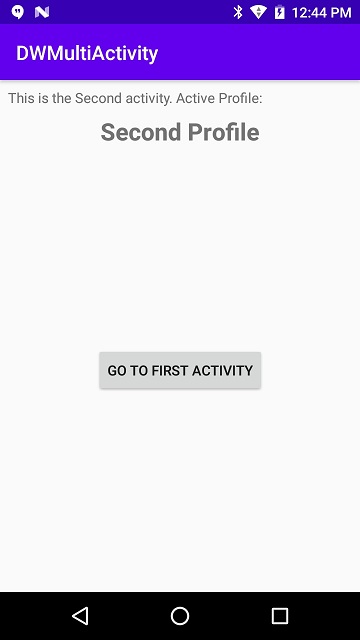 12:44 PM
DWMultiActivity
This is the Second activity. Active Profile:
Second Profile
GO TO FIRST ACTIVITY